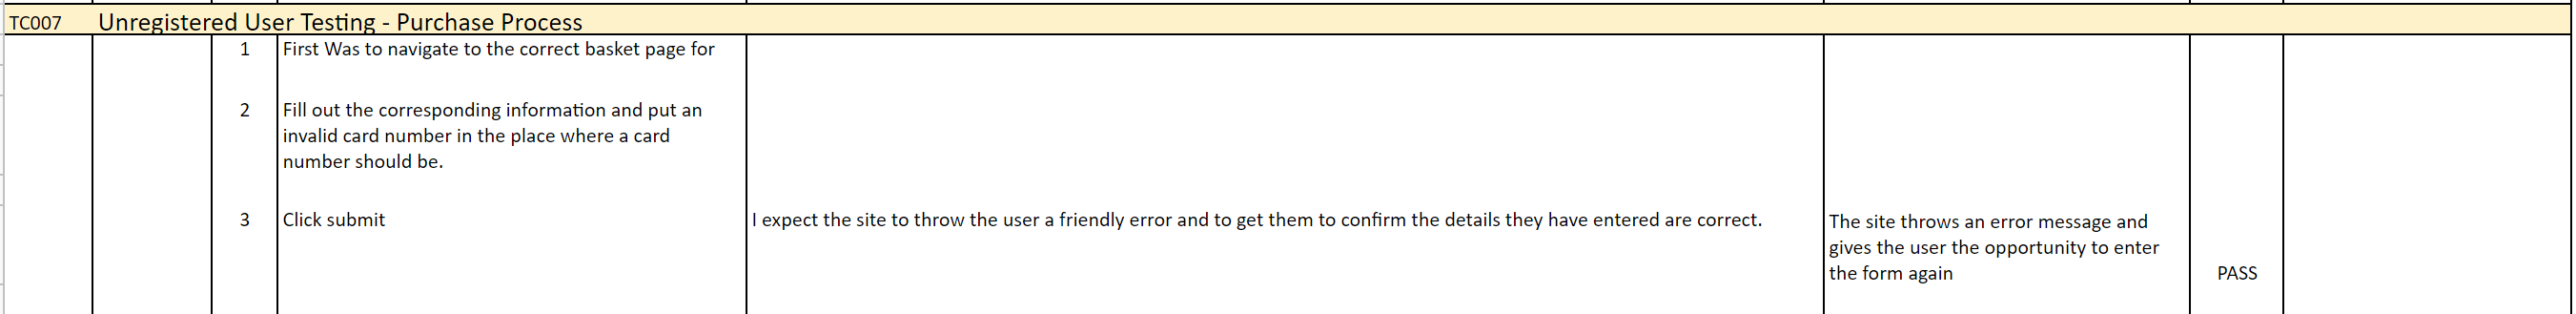 TC007 Unregistered User Testing - Purchase Process
1 First Was to navigate to the correct basket page for
2 Fill out the corresponding information and put an
invalid card number in the place where a card
number should be.
3 Click submit I expect the site to throw the user a friendly error and to get them to confirm the details they have entered are correct. The site throws an error message and
gives the user the opportunity to enter
the form again PASS